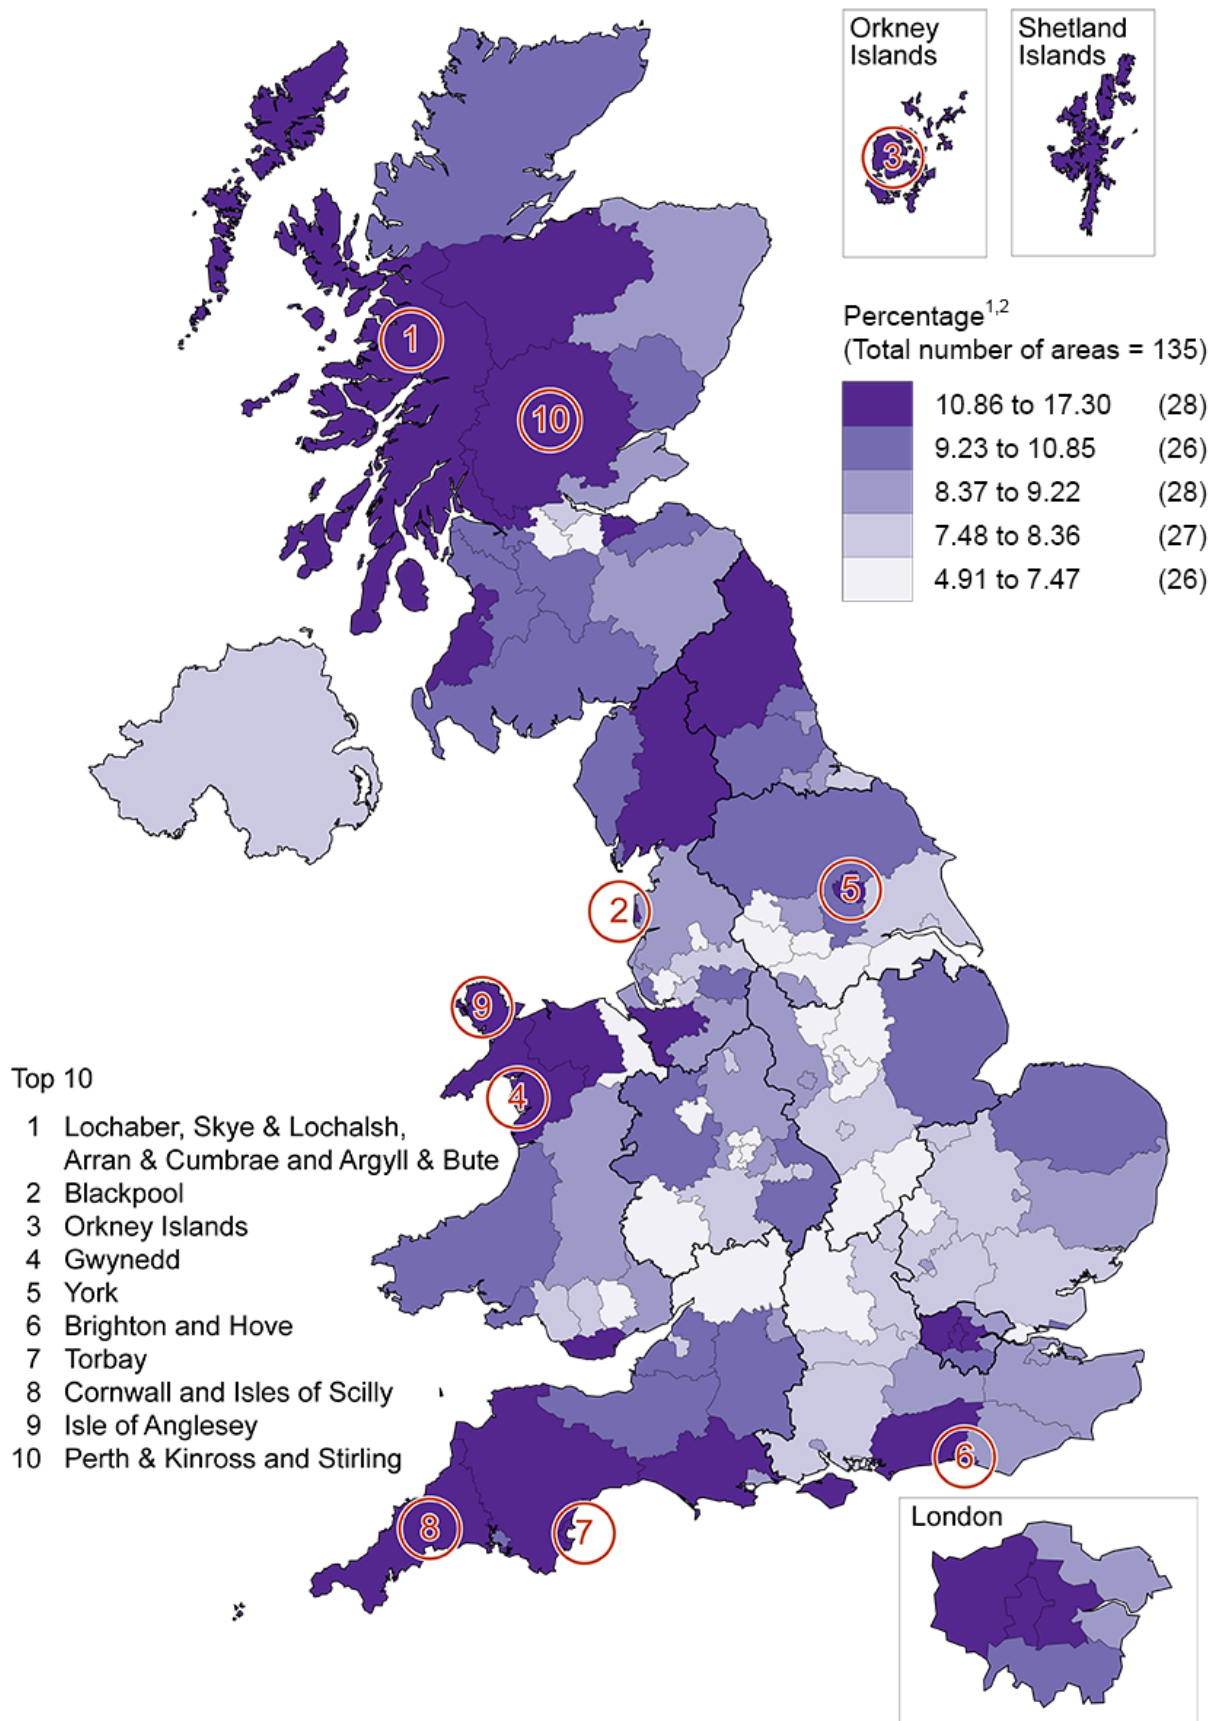 Orkney
Islands
Shetland
Islands
3
Percentage1,2
(Total number of areas = 135)
10.86 to 17.30 (28)
9.23 to 10.85 (26)
8.37 to 9.22 (28)
7.48 to 8.36 (27)
4.91 to 7.47 (26)
1
10
5
2
9
4
Top 10
1 Lochaber, Skye & Lochalsh,
Arran & Cumbrae and Argyll & Bute
2 Blackpool
3 Orkney Islands
4 Gwynedd
5 York
6 Brighton and Hove
7 Torbay
8 Cornwall and Isles of Scilly
9 Isle of Anglesey
10 Perth & Kinross and Stirling
6
8
7
London